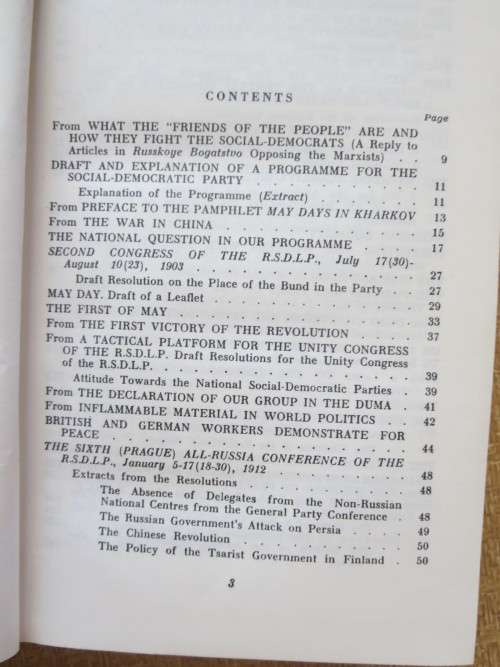 CONTENTS
Page
From WHAT THE "FRIENDS OF THE PEOPLE" ARE AND
HOW THEY FIGHT THE SOCIAL-DEMOCRATS (A Reply to
Articles in Russkoye Bogatstvo Opposing the Marxists) . . 9
DRAFT AND EXPLANATION OF A PROGRAMME FOR THE
SOCIAL-DEMOCRATIC PARTY . . . . . . . . . . 11
Explanation of the Programme (Extract) . . . . . . 11
From PREFACE TO THE PAMPHLET MAY DAYS IN KHARKOV 13
From THE WAR IN CHINA . . . . . . . . . . . . 15
THE NATIONAL QUESTION IN OUR PROGRAMME . . . . 17
SECOND CONGRESS OF THE R.S.D.L.P., July 17(30)-
August 10(23), 1903 . . . . . . . . . . . . . 27
Draft Resolution on the Place of the Bund in the Party . . 27
MAY DAY. Draft of a Leaflet . . . . . . . . . . . 29
THE FIRST OF MAY . . . . . . . . . . . . . . 33
From THE FIRST VICTORY OF THE REVOLUTION . . . . 37
From A TACTICAL PLATFORM FOR THE UNITY CONGRESS
OF THE R.S.D.L.P. Draft Resolutions for the Unity Congress
of the R.S.D.L.P. . . . . . . . . . . . . . . 39
Attitude Towards the National Social-Democratic Parties . 39
From THE DECLARATION OF OUR GROUP IN THE DUMA . 41
From INFLAMMABLE MATERIAL IN WORLD POLITICS . . 42
BRITISH AND GERMAN WORKERS DEMONSTRATE FOR
PEACE . . . . . . . . . . . . . . . . . . 44
THE SIXTH (PRAGUE) ALL-RUSSIA CONFERENCE OF THE
R.S.D.L.P., January 5-17(18-30), 1912 . . . . . . . 48
Extracts from the Resolutions . . . . . . . . . . 48
The Absence of Delegates from the Non-Russian
National Centres from the General Party Conference . 48
The Russian Government's Attack on Persia . . . . . 49
The Chinese Revolution . . . . . . . . . . . 50
The Policy of the Tsarist Government in Finland . . 50
3